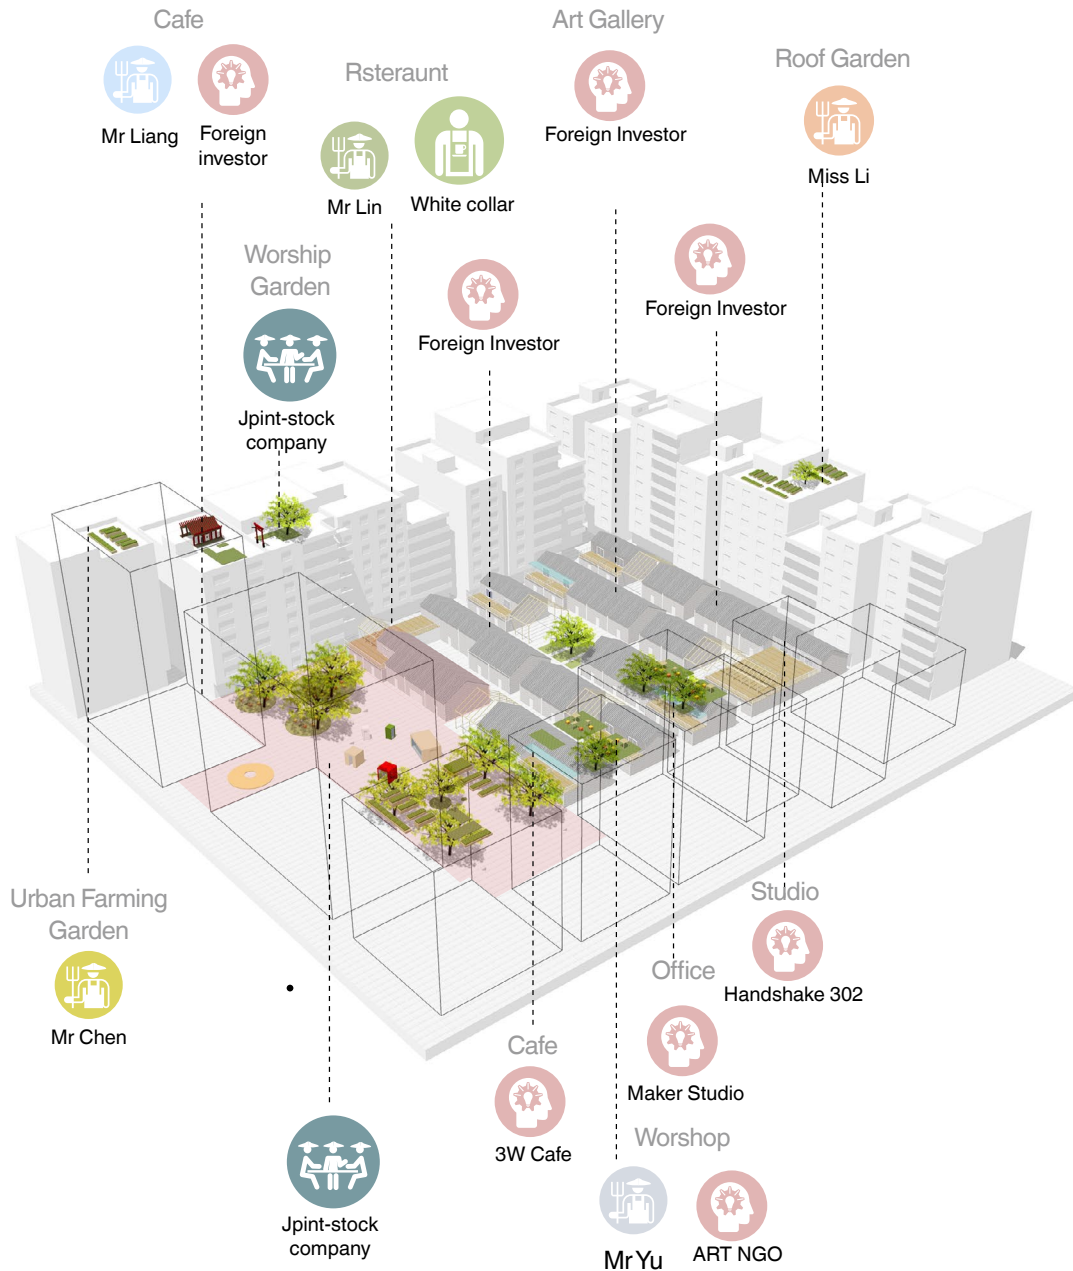 Cafe
Mr Liang
Foreign
investor
Rsteraunt
Mr Lin
White collar
Art Gallery
Foreign Investor
Roof Garden
Miss Li
Worship
Garden
Jpint-stock
company
Foreign Investor
Foreign Investor
Urban Farming
Garden
Mr Chen
Studio
Handshake 302
Office
Maker Studio
Cafe
3W Cafe
Worshop
Mr Yu
ART NGO
Jpint-stock
company